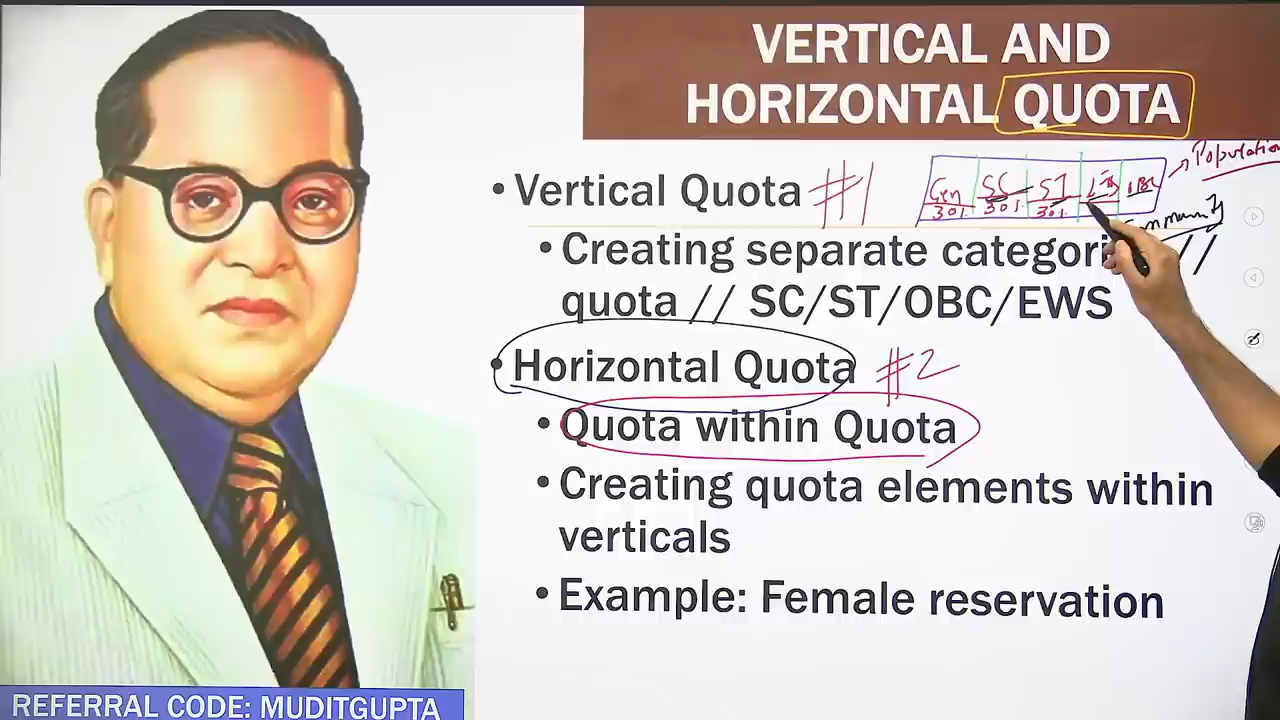 VERTICAL AND
HORIZONTAL QUOTA
Population
• Vertical Quota #1
Gen SC ST
30% 30% 30%
• Creating separate categori //
quota // SC/ST/OBC/EWS
• Horizontal Quota #2
• Quota within Quota
• Creating quota elements within
verticals
• Example: Female reservation
REFERRAL CODE: MUDITGUPTA